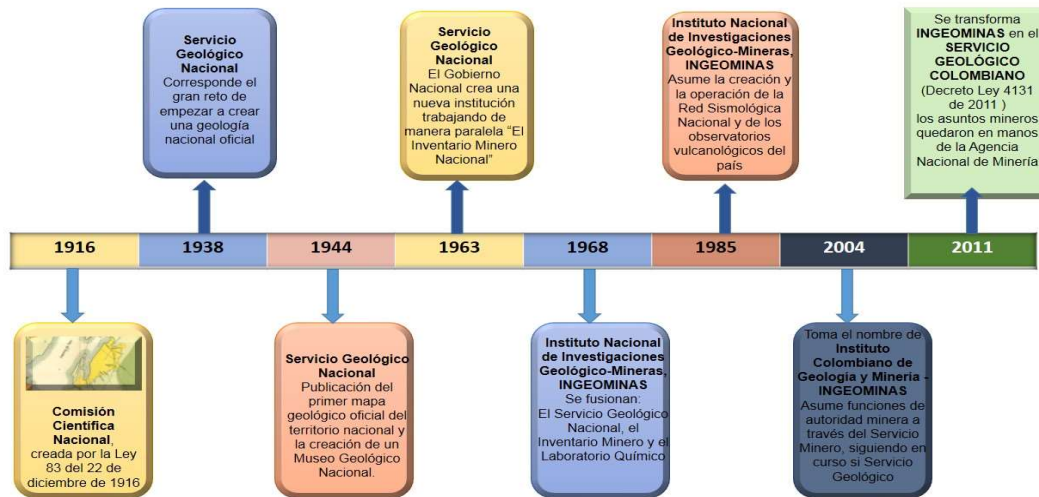 Servicio
Geológico
Nacional
Corresponde el
gran reto de
empezar a crear
una geología
nacional oficial
Servicio
Geológico
Nacional
El Gobierno
Nacional crea una
nueva institución
trabajando de
manera paralela “El
Inventario Minero
Nacional”
Instituto Nacional
de Investigaciones
Geológico-Mineras,
INGEOMINAS
Asume la creación y
la operación de la
Red Sismológica
Nacional y de los
observatorios
vulcanológicos del
país
Se transforma
INGEOMINAS en el
SERVICIO
GEOLÓGICO
COLOMBIANO
(Decreto Ley 4131
de 2011 )
los asuntos mineros
quedaron en manos
de la Agencia
Nacional de Minería
1916 1938 1944 1963 1968 1985 2004 2011
Comisión
Científica
Nacional,
creada por la Ley
83 del 22 de
diciembre de 1916
Servicio Geológico
Nacional
Publicación del
primer mapa
geológico oficial del
territorio nacional y
la creación de un
Museo Geológico
Nacional.
Instituto Nacional
de Investigaciones
Geológico-Mineras,
INGEOMINAS
Se fusionan:
El Servicio Geológico
Nacional, el
Inventario Minero y el
Laboratorio Químico
Toma el nombre de
Instituto
Colombiano de
Geología y Minería -
INGEOMINAS
Asume funciones de
autoridad minera a
través del Servicio
Minero, siguiendo en
curso si Servicio
Geológico